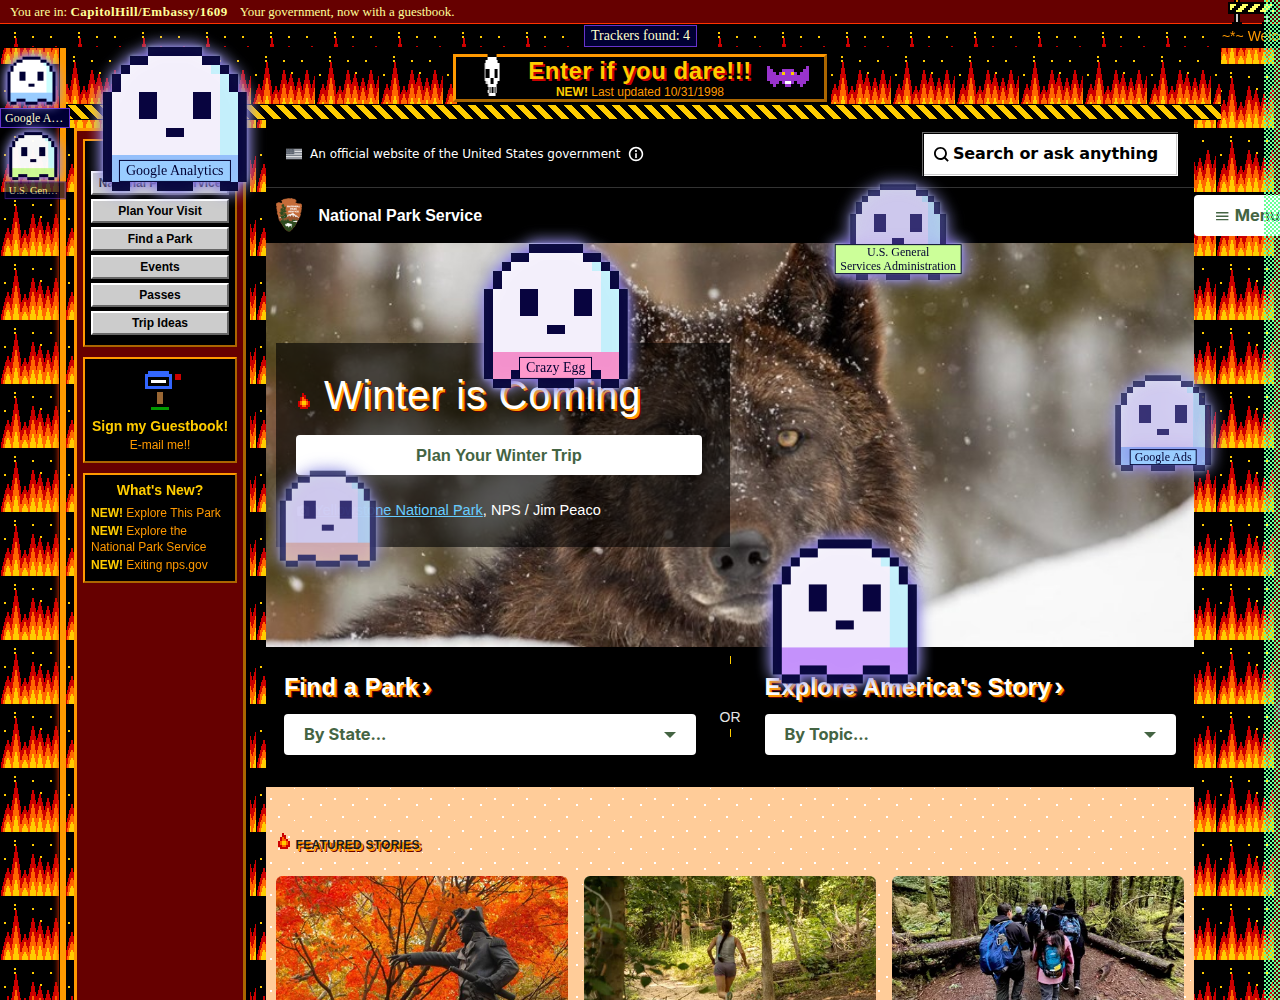 You are in: CapitolHill/Embassy/1609 Your government, now with a guestbook.
Trackers found: 4
~*~ We
Enter if you dare!!!
NEW! Last updated 10/31/1998
Google A…
U.S. Gen…
Google Analytics
An official website of the United States government
Search or ask anything
National Park Service
Menu
U.S. General
Services Administration
Plan Your Visit
Find a Park
Events
Passes
Trip Ideas
Crazy Egg
Winter is Coming
Plan Your Winter Trip
ne National Park, NPS / Jim Peaco
Google Ads
Sign my Guestbook!
E-mail me!!
What's New?
NEW! Explore This Park
NEW! Explore the
National Park Service
NEW! Exiting nps.gov
Find a Park ›
By State...
OR
Explore America's Story ›
By Topic...
FEATURED STORIES